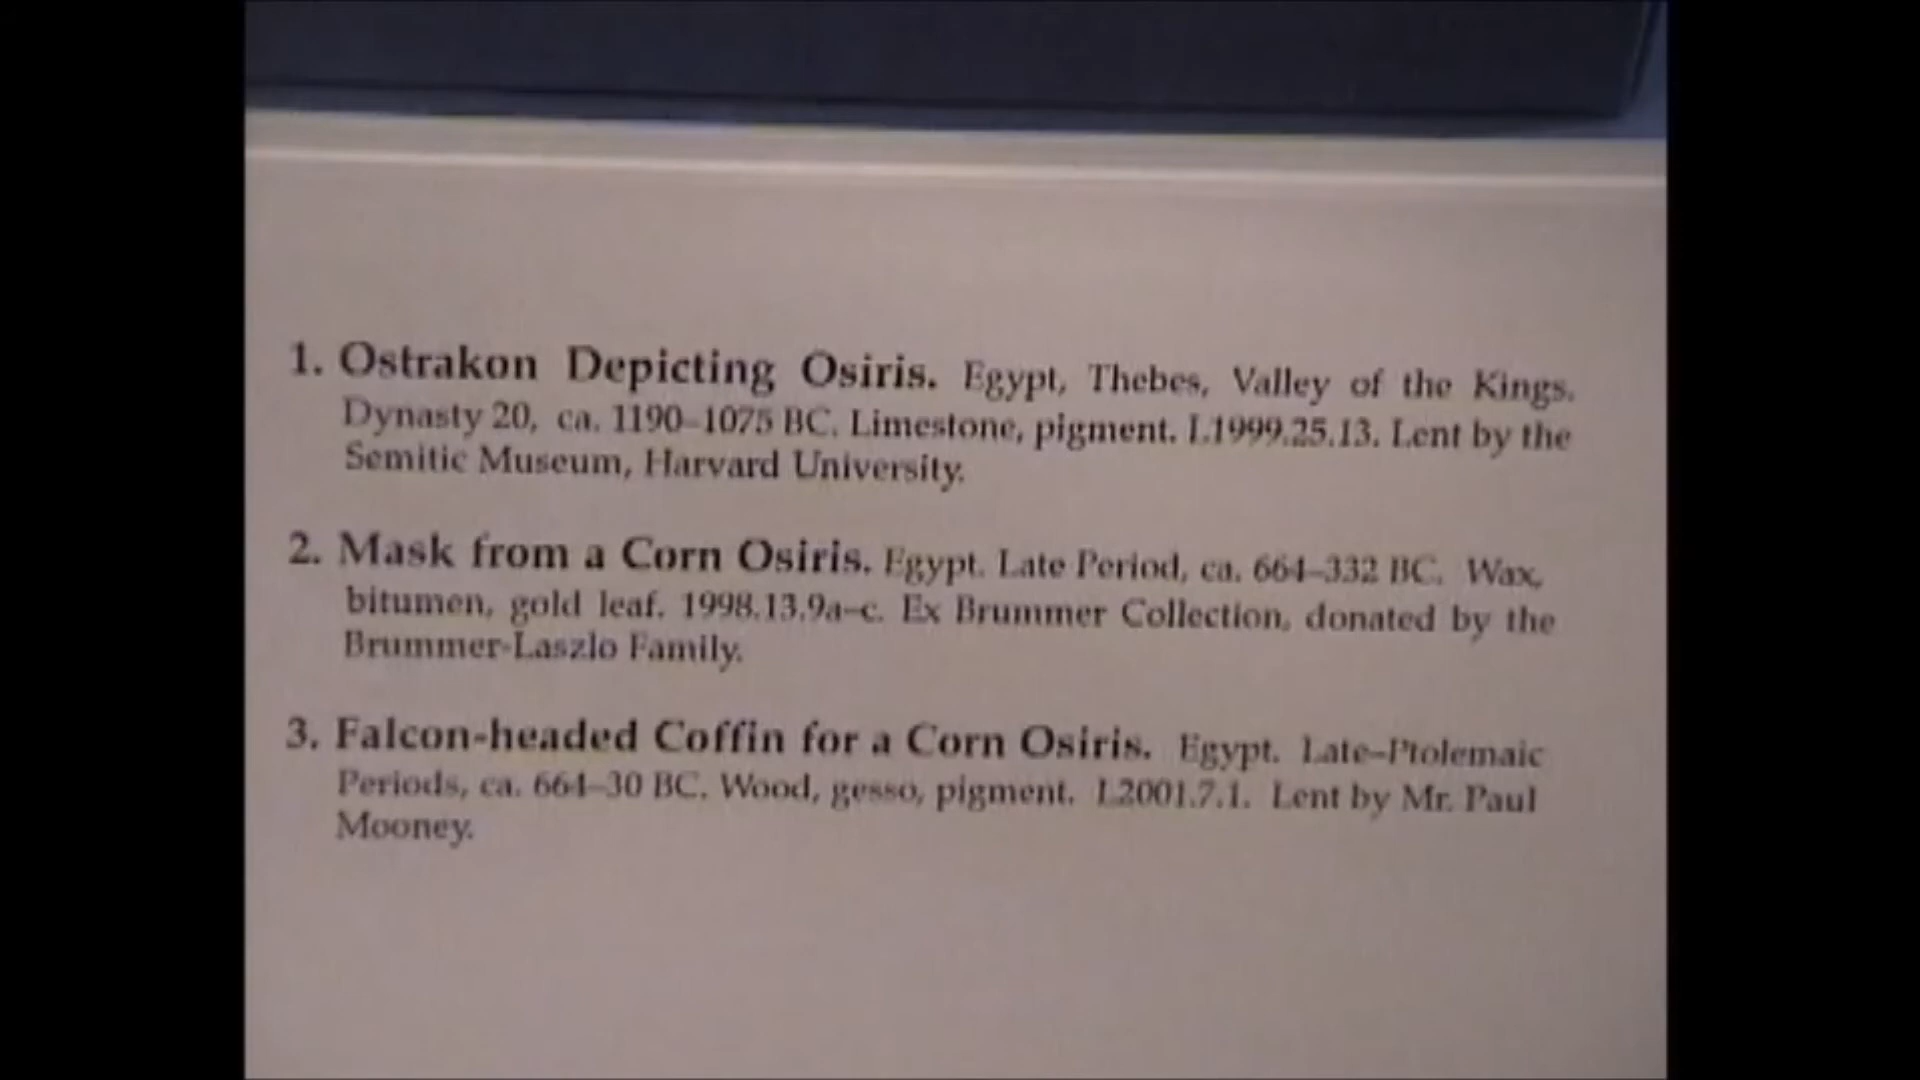 1. Ostrakon Depicting Osiris. Egypt, Thebes, Valley of the Kings.
Dynasty 20, ca. 1190–1075 BC. Limestone, pigment. L1999.25.13. Lent by the
Semitic Museum, Harvard University.
2. Mask from a Corn Osiris. Egypt. Late Period, ca. 664–332 BC. Wax,
bitumen, gold leaf. 1998.13.9a–c. Ex Brummer Collection, donated by the
Brummer-Laszlo Family.
3. Falcon-headed Coffin for a Corn Osiris. Egypt. Late–Ptolemaic
Periods, ca. 664–30 BC. Wood, gesso, pigment. L2001.7.1. Lent by Mr. Paul
Mooney.